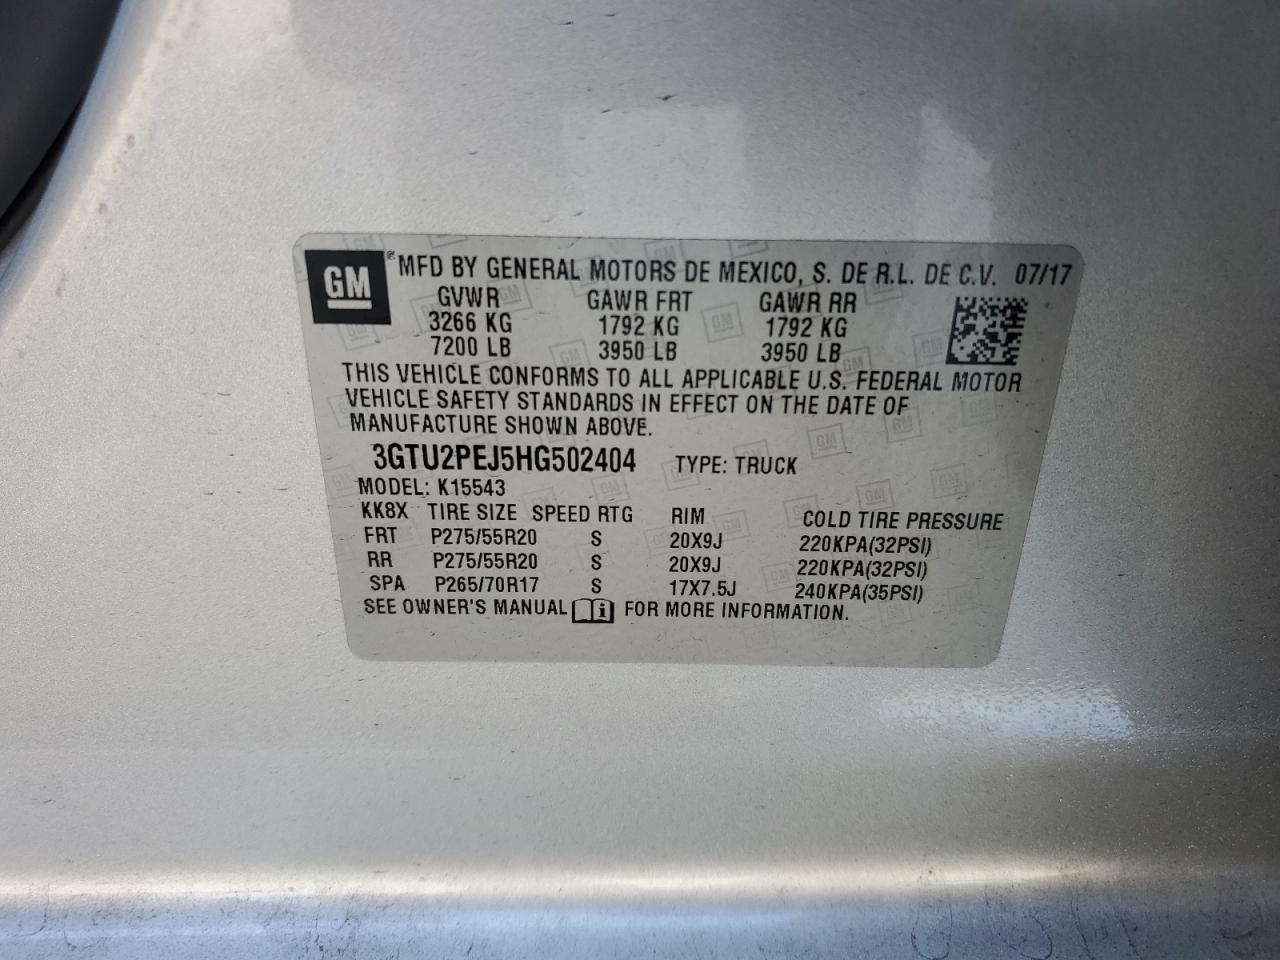 GM ® MFD BY GENERAL MOTORS DE MEXICO, S. DE R.L. DE C.V. 07/17
GVWR GAWR FRT GAWR RR
3266 KG 1792 KG 1792 KG
7200 LB 3950 LB 3950 LB
THIS VEHICLE CONFORMS TO ALL APPLICABLE U.S. FEDERAL MOTOR
VEHICLE SAFETY STANDARDS IN EFFECT ON THE DATE OF
MANUFACTURE SHOWN ABOVE.
3GTU2PEJ5HG502404 TYPE: TRUCK
MODEL: K15543
KK8X TIRE SIZE SPEED RTG RIM COLD TIRE PRESSURE
FRT P275/55R20 S 20X9J 220KPA(32PSI)
RR P275/55R20 S 20X9J 220KPA(32PSI)
SPA P265/70R17 S 17X7.5J 240KPA(35PSI)
SEE OWNER'S MANUAL FOR MORE INFORMATION.